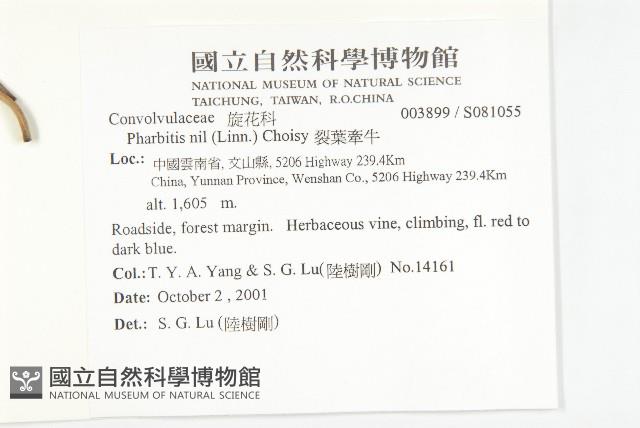 國立自然科學博物館
NATIONAL MUSEUM OF NATURAL SCIENCE
TAICHUNG, TAIWAN, R.O.CHINA
Convolvulaceae 旋花科 003899 / S081055
Pharbitis nil (Linn.) Choisy 裂葉牽牛
Loc.: 中國雲南省, 文山縣, 5206 Highway 239.4Km
China, Yunnan Province, Wenshan Co., 5206 Highway 239.4Km
alt. 1,605 m.
Roadside, forest margin. Herbaceous vine, climbing, fl. red to
dark blue.
Col.: T. Y. A. Yang & S. G. Lu(陸樹剛) No.14161
Date: October 2 , 2001
Det.: S. G. Lu (陸樹剛)
國立自然科學博物館
NATIONAL MUSEUM OF NATURAL SCIENCE